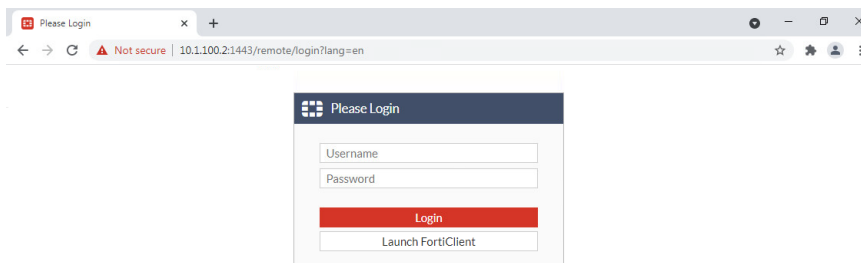 Please Login
Not secure | 10.1.100.2:1443/remote/login?lang=en
Please Login
Username
Password
Login
Launch FortiClient